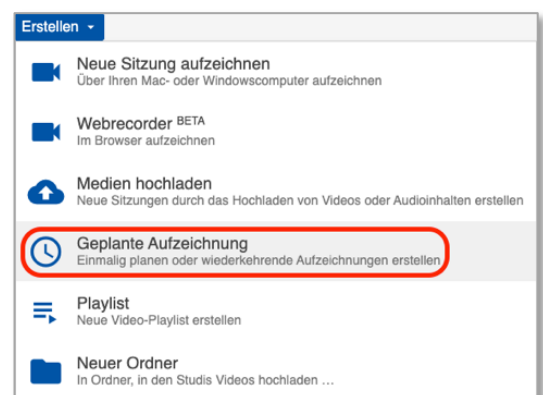 Erstellen
Neue Sitzung aufzeichnen
Über Ihren Mac- oder Windowscomputer aufzeichnen
Webrecorder BETA
Im Browser aufzeichnen
Medien hochladen
Neue Sitzungen durch das Hochladen von Videos oder Audioinhalten erstellen
Geplante Aufzeichnung
Einmalig planen oder wiederkehrende Aufzeichnungen erstellen
Playlist
Neue Video-Playlist erstellen
Neuer Ordner
In Ordner, in den Studis Videos hochladen …